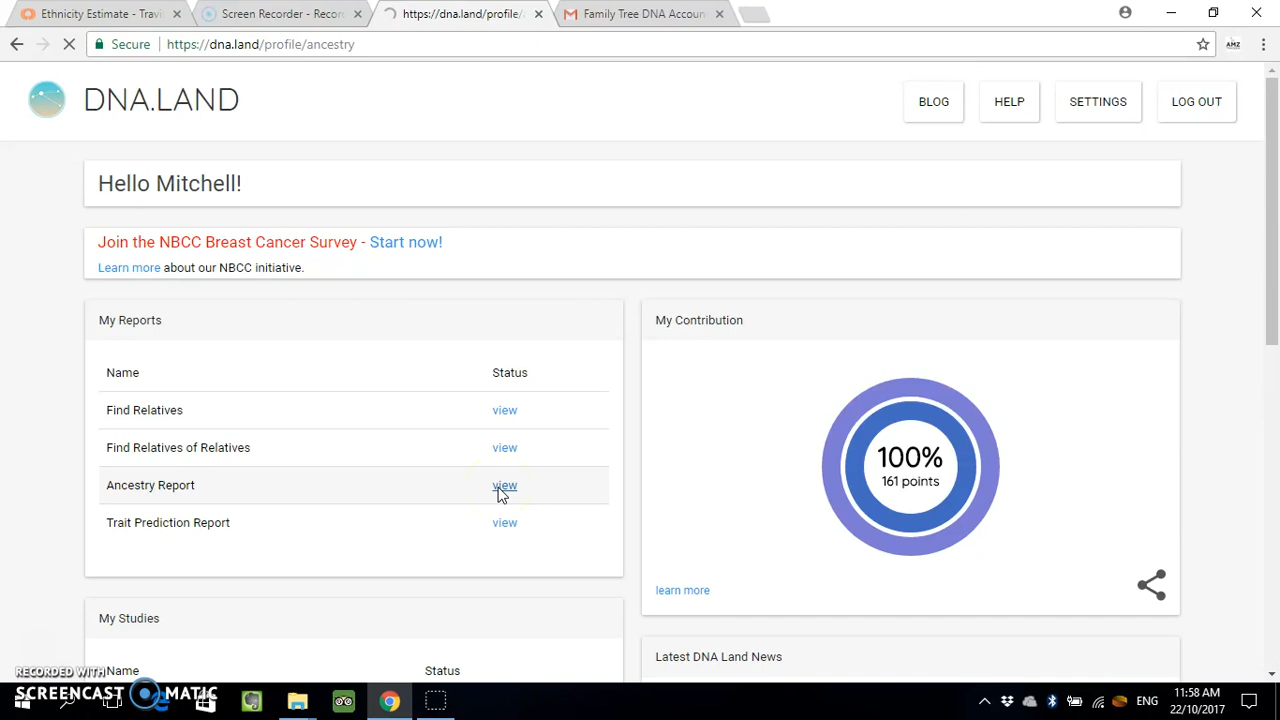 Ethnicity Estimate - Travi
Screen Recorder - Recor
https://dna.land/profile/
Family Tree DNA Accoun
Secure
https://dna.land/profile/ancestry
AMZ
DNA.LAND
BLOG
HELP
SETTINGS
LOG OUT
Hello Mitchell!
Join the NBCC Breast Cancer Survey - Start now!
Learn more about our NBCC initiative.
My Reports
My Contribution
Name
Status
Find Relatives
view
Find Relatives of Relatives
view
Ancestry Report
view
Trait Prediction Report
view
100%
161 points
learn more
My Studies
Name
Status
Latest DNA Land News
RECORDED WITH
SCREENCAST MATIC
ENG
11:58 AM
22/10/2017